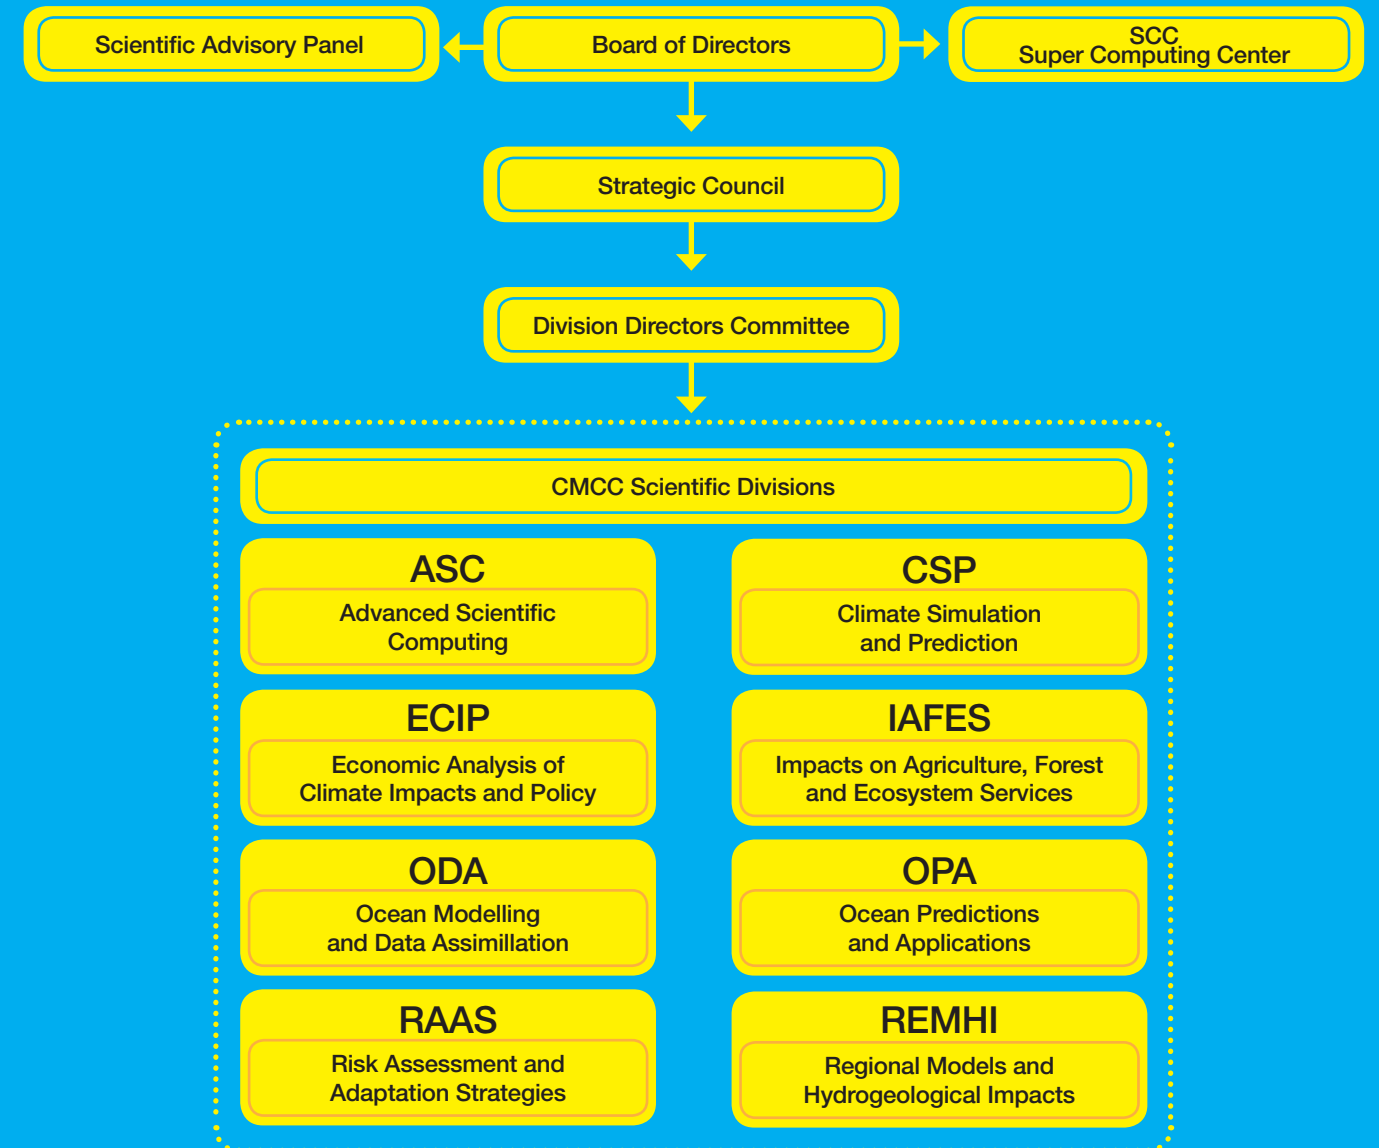 Scientific Advisory Panel
Board of Directors
SCC
Super Computing Center
Strategic Council
Division Directors Committee
CMCC Scientific Divisions
ASC
Advanced Scientific
Computing
CSP
Climate Simulation
and Prediction
ECIP
Economic Analysis of
Climate Impacts and Policy
IAFES
Impacts on Agriculture, Forest
and Ecosystem Services
ODA
Ocean Modelling
and Data Assimillation
OPA
Ocean Predictions
and Applications
RAAS
Risk Assessment and
Adaptation Strategies
REMHI
Regional Models and
Hydrogeological Impacts